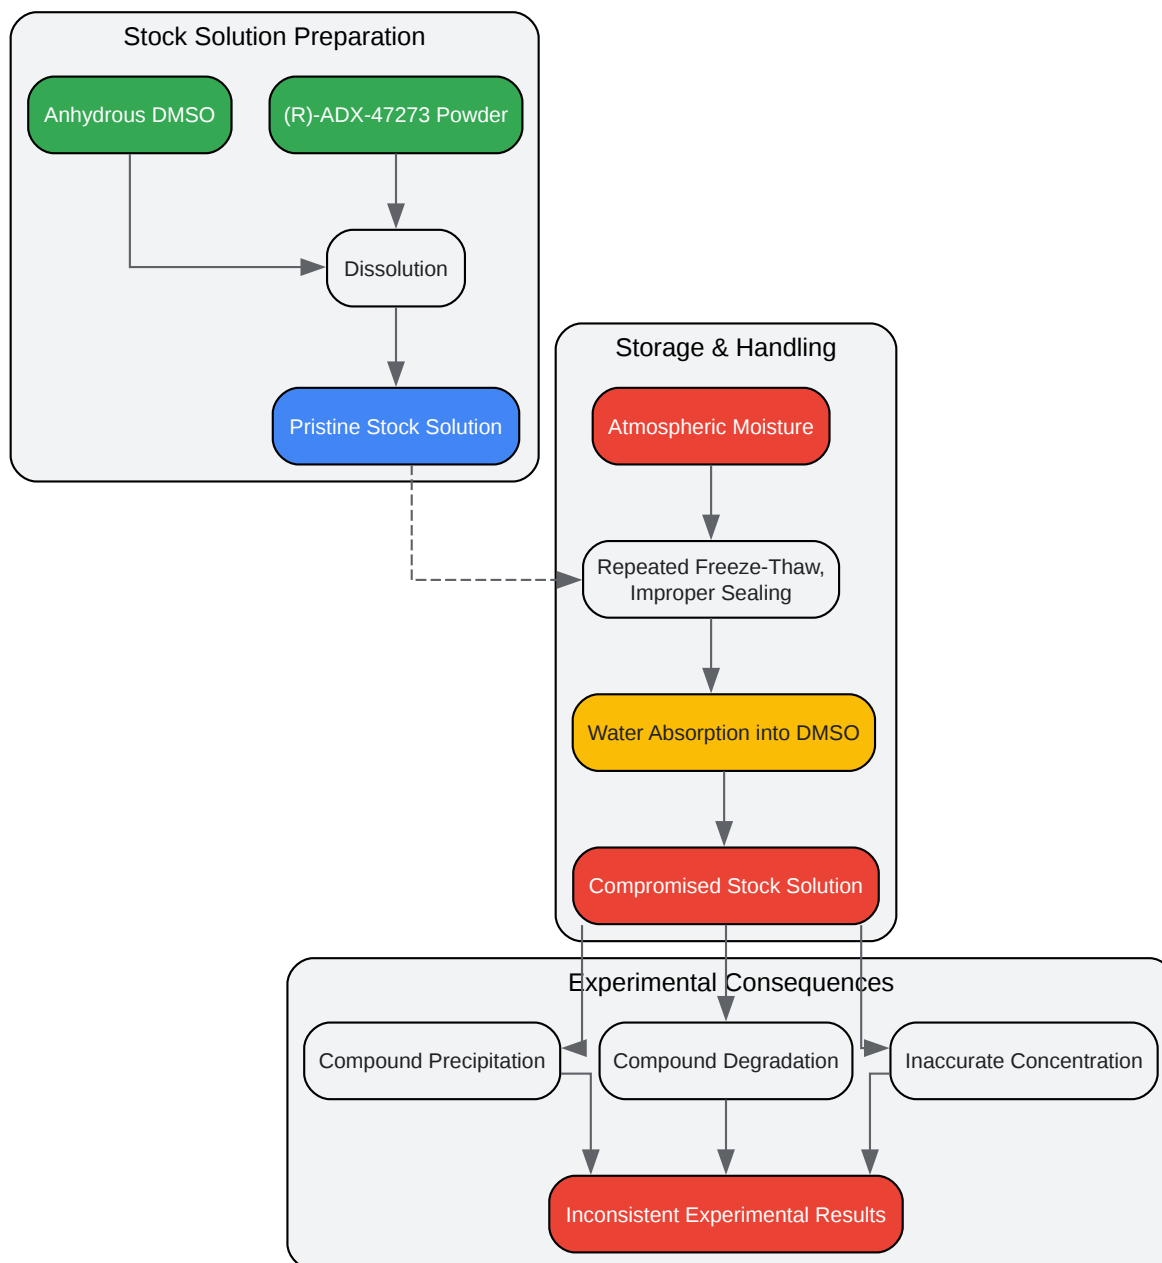 Stock Solution Preparation
Anhydrous DMSO
(R)-ADX-47273 Powder
Dissolution
Pristine Stock Solution
Storage & Handling
Atmospheric Moisture
Repeated Freeze-Thaw,
Improper Sealing
Water Absorption into DMSO
Compromised Stock Solution
Experimental Consequences
Compound Precipitation
Compound Degradation
Inaccurate Concentration
Inconsistent Experimental Results